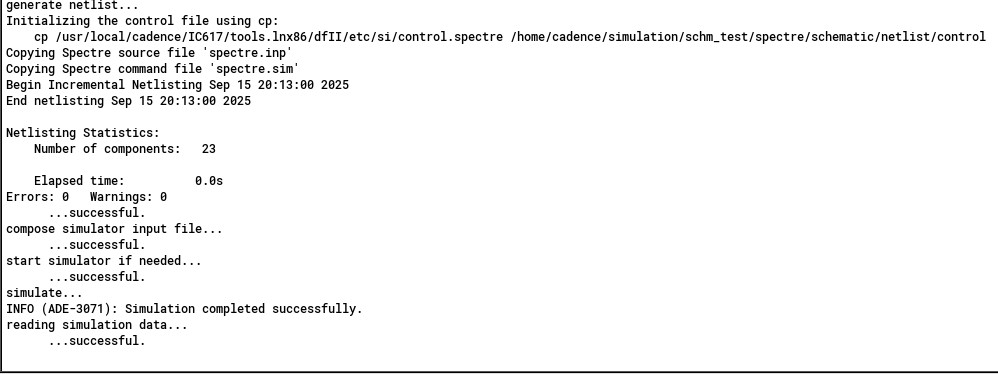 generate netlist...
Initializing the control file using cp:
    cp /usr/local/cadence/IC617/tools.lnx86/dfII/etc/si/control.spectre /home/cadence/simulation/schm_test/spectre/schematic/netlist/control
Copying Spectre source file 'spectre.inp'
Copying Spectre command file 'spectre.sim'
Begin Incremental Netlisting Sep 15 20:13:00 2025
End netlisting Sep 15 20:13:00 2025

Netlisting Statistics:
    Number of components:   23

    Elapsed time:          0.0s
Errors: 0   Warnings: 0
      ...successful.
compose simulator input file...
      ...successful.
start simulator if needed...
      ...successful.
simulate...
INFO (ADE-3071): Simulation completed successfully.
reading simulation data...
      ...successful.